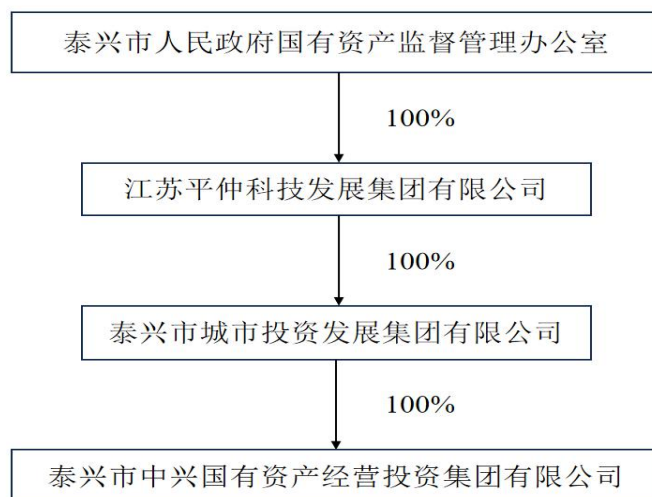 泰兴市人民政府国有资产监督管理办公室
100%
江苏平仲科技发展集团有限公司
100%
泰兴市城市投资发展集团有限公司
100%
泰兴市中兴国有资产经营投资集团有限公司